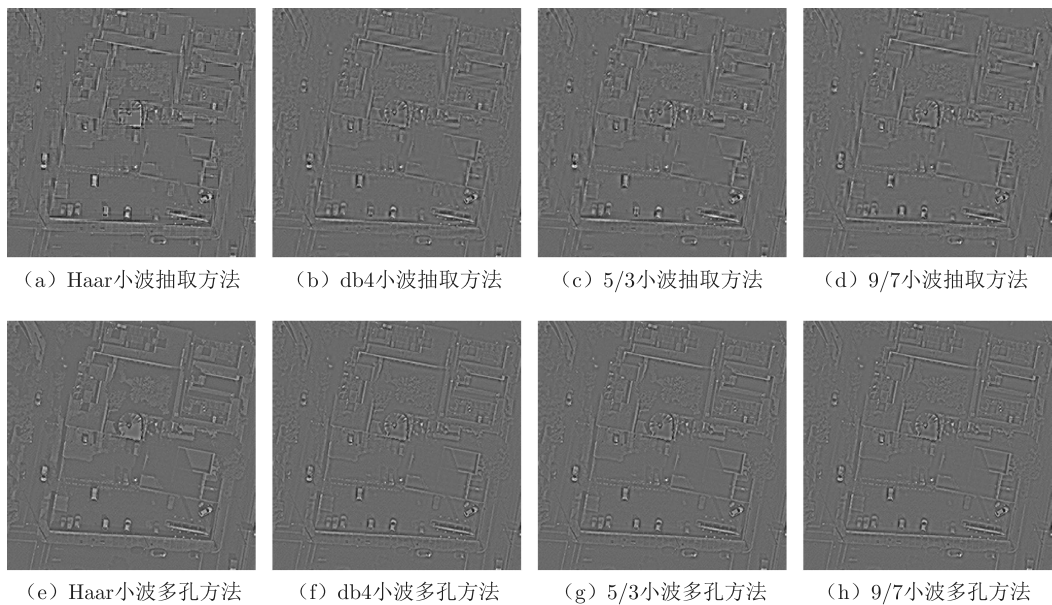 (a) Haar小波抽取方法
(b) db4小波抽取方法
(c) 5/3小波抽取方法
(d) 9/7小波抽取方法
(e) Haar小波多孔方法
(f) db4小波多孔方法
(g) 5/3小波多孔方法
(h) 9/7小波多孔方法